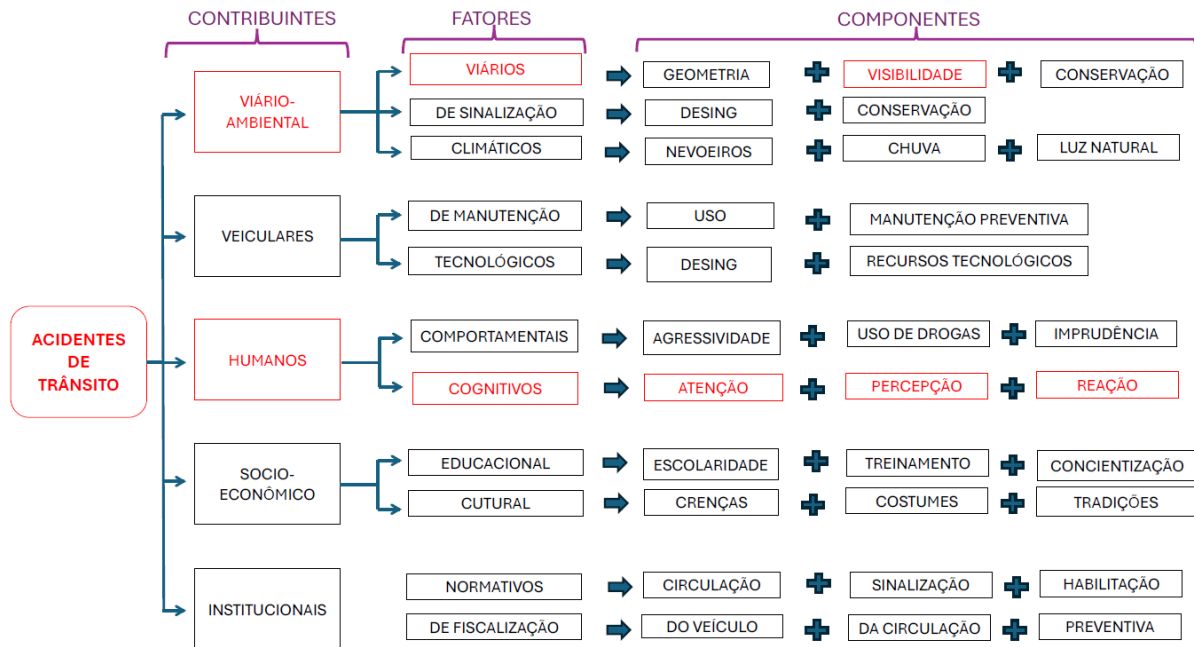 CONTRIBUINTES FATORES COMPONENTES
VIÁRIOS GEOMETRIA VISIBILIDADE CONSERVAÇÃO
VIÁRIO-
AMBIENTAL
DE SINALIZAÇÃO DESING CONSERVAÇÃO
CLIMÁTICOS NEVOEIROS CHUVA LUZ NATURAL
DE MANUTENÇÃO USO MANUTENÇÃO PREVENTIVA
VEICULARES
TECNOLÓGICOS DESING RECURSOS TECNOLÓGICOS
ACIDENTES
DE
TRÂNSITO
COMPORTAMENTAIS AGRESSIVIDADE USO DE DROGAS IMPRUDÊNCIA
HUMANOS
COGNITIVOS ATENÇÃO PERCEPÇÃO REAÇÃO
EDUCACIONAL ESCOLARIDADE TREINAMENTO CONCIENTIZAÇÃO
SOCIO-
ECONÔMICO
CUTURAL CRENÇAS COSTUMES TRADIÇÕES
NORMATIVOS CIRCULAÇÃO SINALIZAÇÃO HABILITAÇÃO
INSTITUCIONAIS
DE FISCALIZAÇÃO DO VEÍCULO DA CIRCULAÇÃO PREVENTIVA